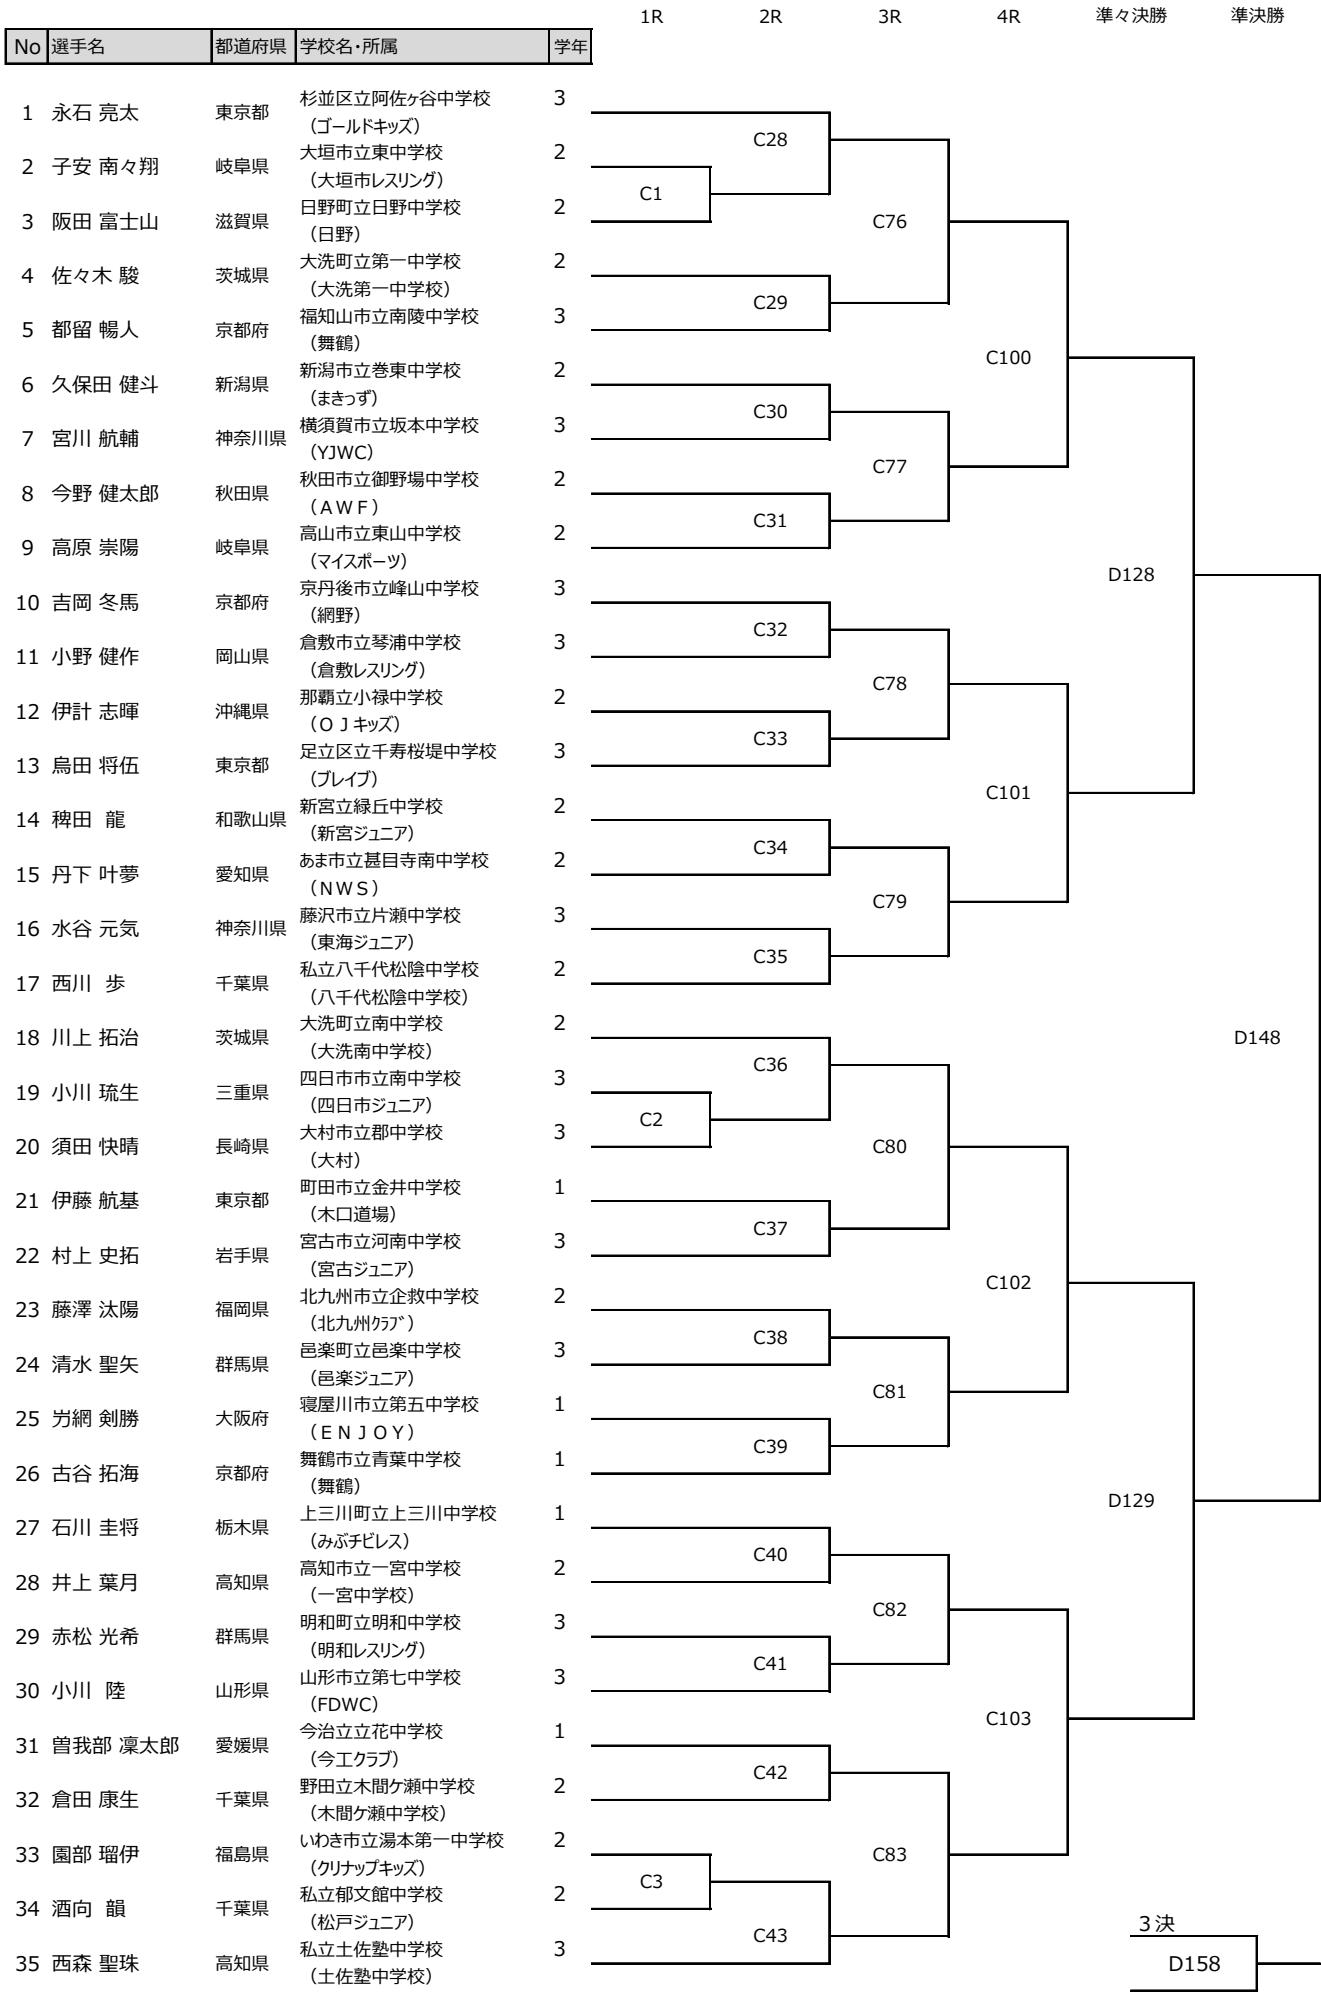 1R 2R 3R 4R 準々決勝 準決勝
No 選手名 都道府県 学校名・所属 学年
1 永石 亮太 東京都 杉並区立阿佐ヶ谷中学校 3
（ゴールドキッズ）
C28
2 子安 南々翔 岐阜県 大垣市立東中学校 2
（大垣市レスリング）
C1
3 阪田 富士山 滋賀県 日野町立日野中学校 2
（日野）
C76
4 佐々木 駿 茨城県 大洗町立第一中学校 2
（大洗第一中学校）
C29
5 都留 暢人 京都府 福知山市立南陵中学校 3
（舞鶴）
C100
6 久保田 健斗 新潟県 新潟市立巻東中学校 2
（まきっず）
C30
7 宮川 航輔 神奈川県 横須賀市立坂本中学校 3
（YJWC）
C77
8 今野 健太郎 秋田県 秋田市立御野場中学校 2
（ＡＷＦ）
C31
9 高原 崇陽 岐阜県 高山市立東山中学校 2
（マイスポーツ）
D128
10 吉岡 冬馬 京都府 京丹後市立峰山中学校 3
（網野）
C32
11 小野 健作 岡山県 倉敷市立琴浦中学校 3
（倉敷レスリング）
C78
12 伊計 志暉 沖縄県 那覇立小禄中学校 2
（ＯＪキッズ）
C33
13 烏田 将伍 東京都 足立区立千寿桜堤中学校 3
（ブレイブ）
C101
14 稗田 龍 和歌山県 新宮立緑丘中学校 2
（新宮ジュニア）
C34
15 丹下 叶夢 愛知県 あま市立甚目寺南中学校 2
（ＮＷＳ）
C79
16 水谷 元気 神奈川県 藤沢市立片瀬中学校 3
（東海ジュニア）
C35
17 西川 歩 千葉県 私立八千代松陰中学校 2
（八千代松陰中学校）
18 川上 拓治 茨城県 大洗町立南中学校 2
（大洗南中学校）
D148
C36
19 小川 琉生 三重県 四日市市立南中学校 3
（四日市ジュニア）
C2
20 須田 快晴 長崎県 大村市立郡中学校 3
（大村）
C80
21 伊藤 航基 東京都 町田市立金井中学校 1
（木口道場）
C37
22 村上 史拓 岩手県 宮古市立河南中学校 3
（宮古ジュニア）
C102
23 藤澤 汰陽 福岡県 北九州市立企救中学校 2
（北九州ｸﾗﾌﾞ）
C38
24 清水 聖矢 群馬県 邑楽町立邑楽中学校 3
（邑楽ジュニア）
C81
25 屶網 剣勝 大阪府 寝屋川市立第五中学校 1
（ＥＮＪＯＹ）
C39
26 古谷 拓海 京都府 舞鶴市立青葉中学校 1
（舞鶴）
D129
27 石川 圭将 栃木県 上三川町立上三川中学校 1
（みぶチビレス）
C40
28 井上 葉月 高知県 高知市立一宮中学校 2
（一宮中学校）
C82
29 赤松 光希 群馬県 明和町立明和中学校 3
（明和レスリング）
C41
30 小川 陸 山形県 山形市立第七中学校 3
（FDWC）
C103
31 曽我部 凜太郎 愛媛県 今治立立花中学校 1
（今工クラブ）
C42
32 倉田 康生 千葉県 野田立木間ケ瀬中学校 2
（木間ケ瀬中学校）
33 園部 瑠伊 福島県 いわき市立湯本第一中学校 2
（クリナップキッズ）
C83
C3
34 酒向 韻 千葉県 私立郁文館中学校 2
（松戸ジュニア）
３決
C43
35 西森 聖珠 高知県 私立土佐塾中学校 3
（土佐塾中学校）
D158